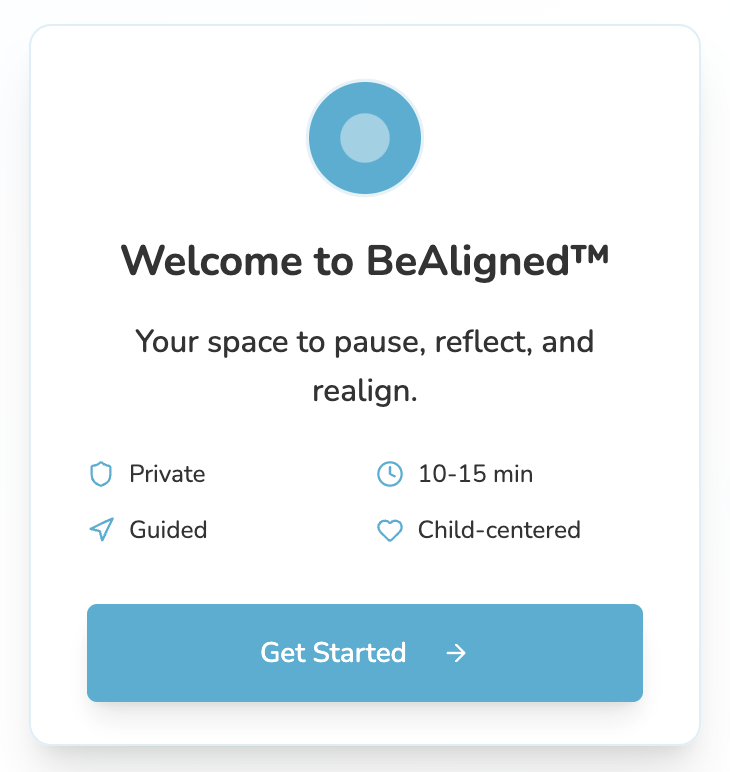 Welcome to BeAligned™
Your space to pause, reflect, and
realign.
Private
10-15 min
Guided
Child-centered
Get Started